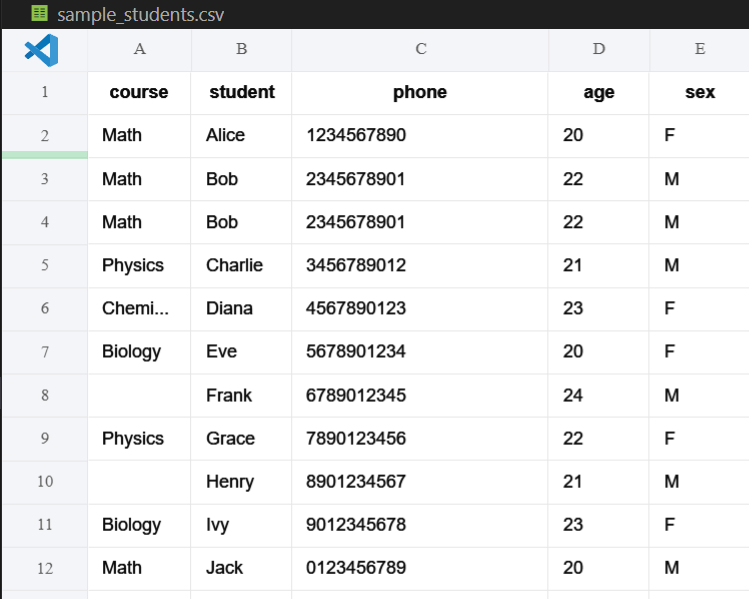 sample_students.csv
A B C D E
1 course student phone age sex
2 Math Alice 1234567890 20 F
3 Math Bob 2345678901 22 M
4 Math Bob 2345678901 22 M
5 Physics Charlie 3456789012 21 M
6 Chemi... Diana 4567890123 23 F
7 Biology Eve 5678901234 20 F
8 Frank 6789012345 24 M
9 Physics Grace 7890123456 22 F
10 Henry 8901234567 21 M
11 Biology Ivy 9012345678 23 F
12 Math Jack 0123456789 20 M